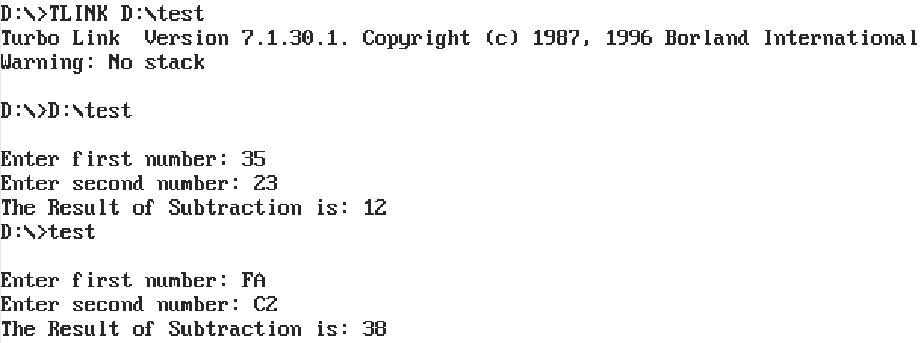 D:\>TLINK D:\test
Turbo Link  Version 7.1.30.1. Copyright (c) 1987, 1996 Borland International
Warning: No stack
D:\>D:\test
Enter first number: 35
Enter second number: 23
The Result of Subtraction is: 12
D:\>test
Enter first number: FA
Enter second number: C2
The Result of Subtraction is: 38